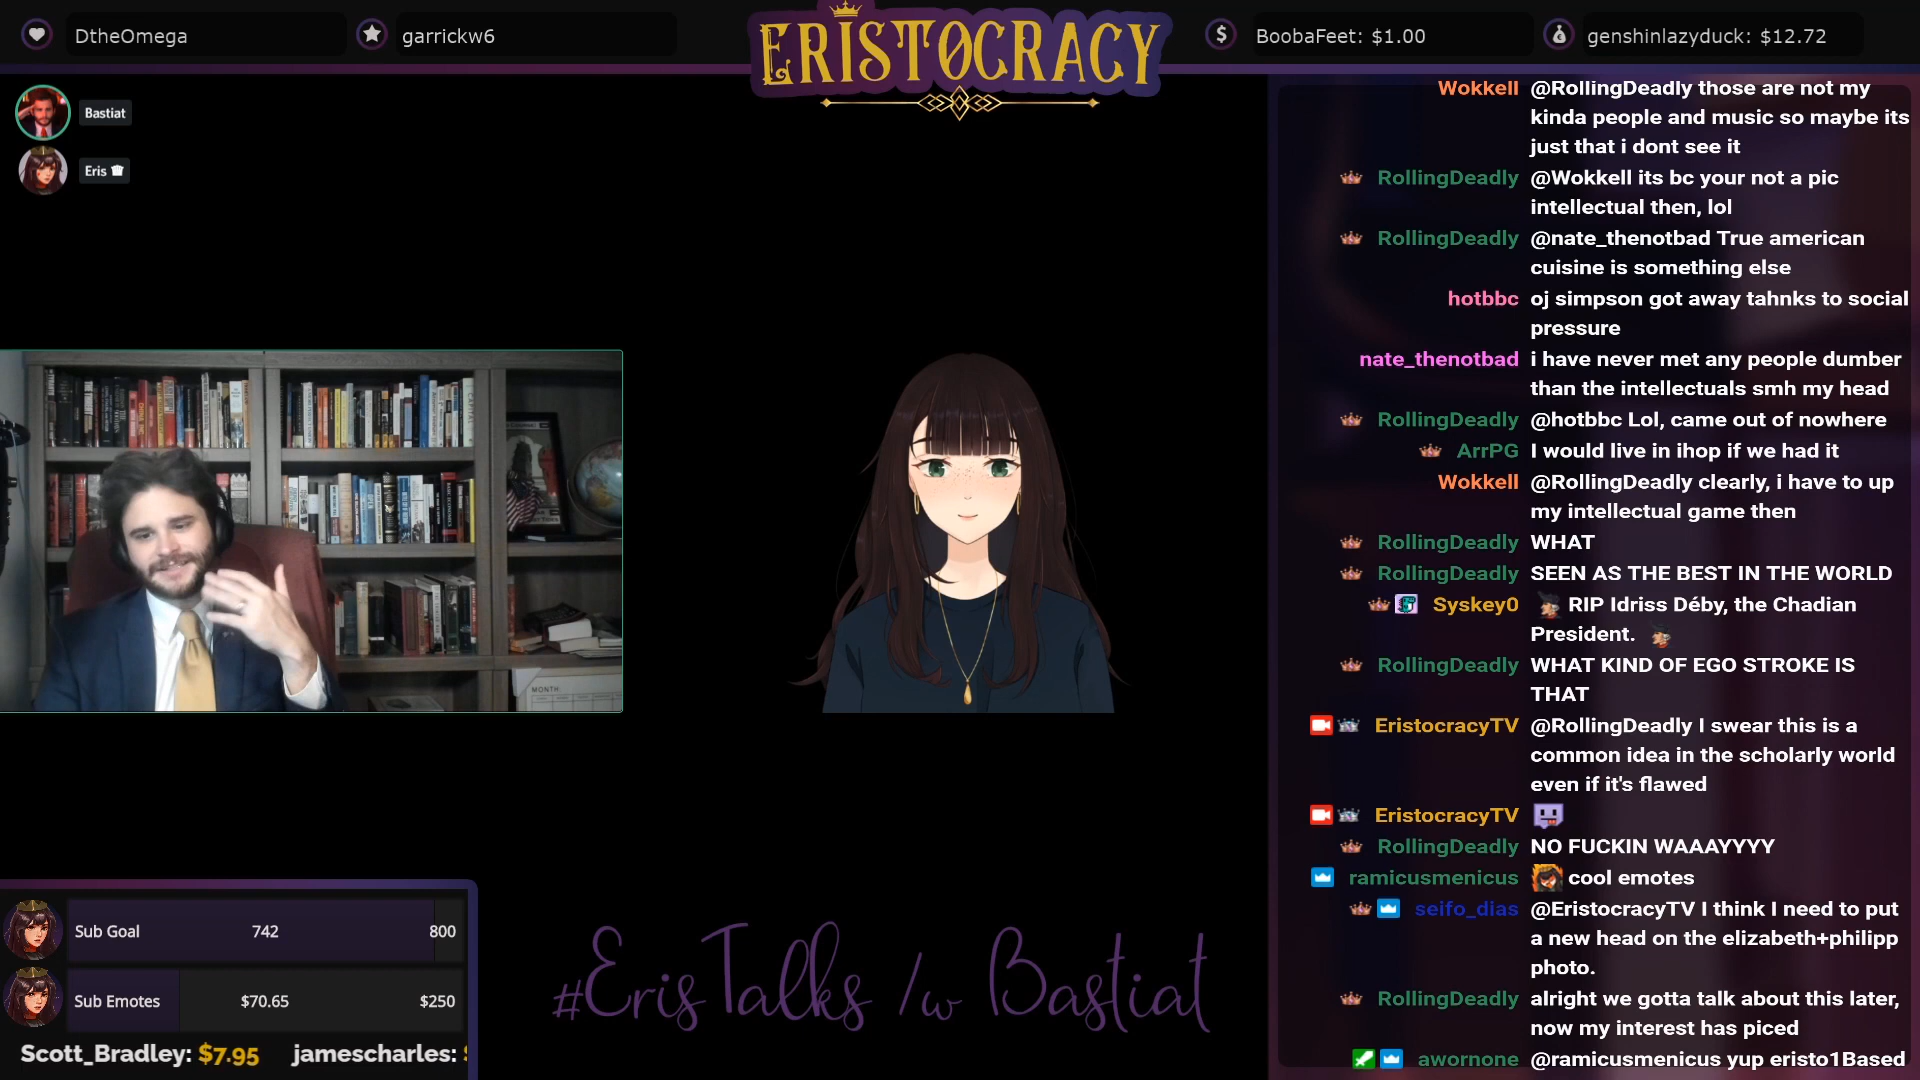 DtheOmega
garrickw6
ERISTOCRACY
BoobaFeet: $1.00
genshinlazyduck: $12.72
Bastiat
Eris
MONTH:
Sub Goal 742 800
Sub Emotes $70.65 $250
Scott_Bradley: $7.95 jamescharles:
#ErisTalks /w Bastiat
Wokkell @RollingDeadly those are not my
kinda people and music so maybe its
just that i dont see it
RollingDeadly @Wokkell its bc your not a pic
intellectual then, lol
RollingDeadly @nate_thenotbad True american
cuisine is something else
hotbbc oj simpson got away tahnks to social
pressure
nate_thenotbad i have never met any people dumber
than the intellectuals smh my head
RollingDeadly @hotbbc Lol, came out of nowhere
ArrPG I would live in ihop if we had it
Wokkell @RollingDeadly clearly, i have to up
my intellectual game then
RollingDeadly WHAT
RollingDeadly SEEN AS THE BEST IN THE WORLD
Syskey0 RIP Idriss Déby, the Chadian
President.
RollingDeadly WHAT KIND OF EGO STROKE IS
THAT
EristocracyTV @RollingDeadly I swear this is a
common idea in the scholarly world
even if it's flawed
EristocracyTV
RollingDeadly NO FUCKIN WAAAYYYY
ramicusmenicus cool emotes
seifo_dias @EristocracyTV I think I need to put
a new head on the elizabeth+philipp
photo.
RollingDeadly alright we gotta talk about this later,
now my interest has piced
awornone @ramicusmenicus yup eristo1Based